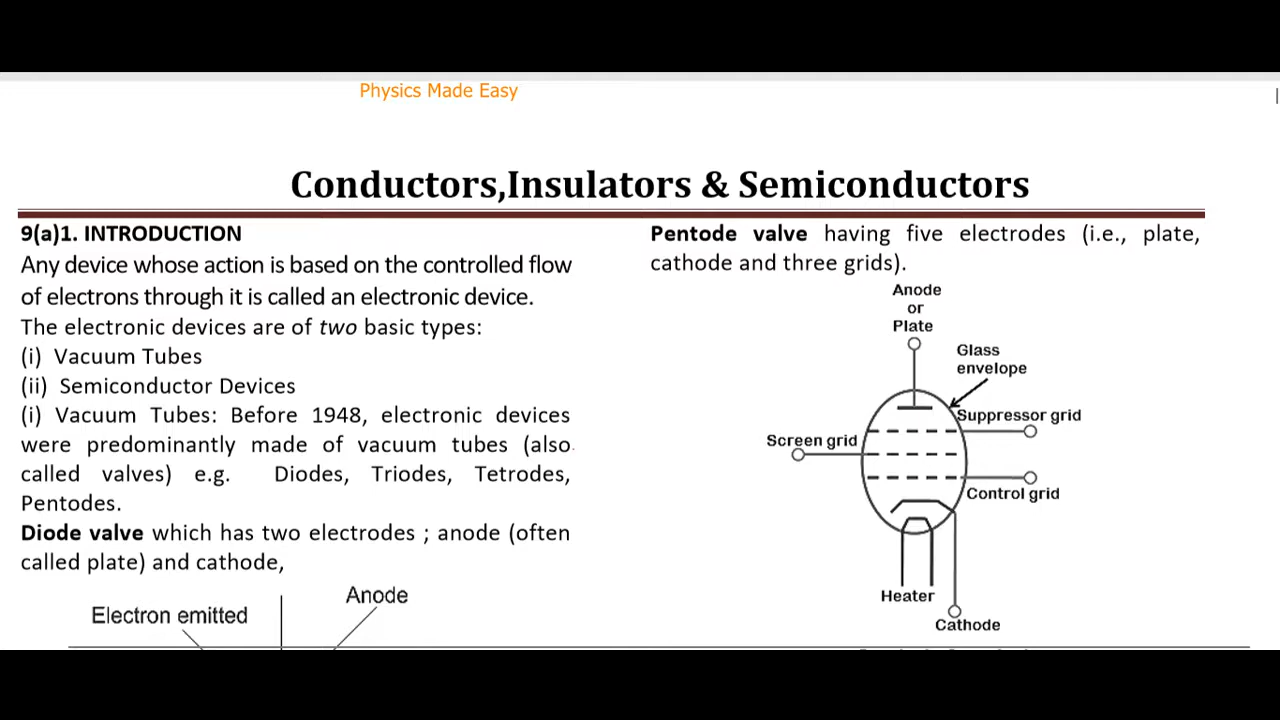 Physics Made Easy
Conductors,Insulators & Semiconductors
9(a)1. INTRODUCTION
Any device whose action is based on the controlled flow
of electrons through it is called an electronic device.
The electronic devices are of two basic types:
(i) Vacuum Tubes
(ii) Semiconductor Devices
(i) Vacuum Tubes: Before 1948, electronic devices
were predominantly made of vacuum tubes (also
called valves) e.g. Diodes, Triodes, Tetrodes,
Pentodes.
Diode valve which has two electrodes ; anode (often
called plate) and cathode,
Electron emitted
Anode
Pentode valve having five electrodes (i.e., plate,
cathode and three grids).
Anode
or
Plate
Glass
envelope
Suppressor grid
Screen grid
Control grid
Heater
Cathode